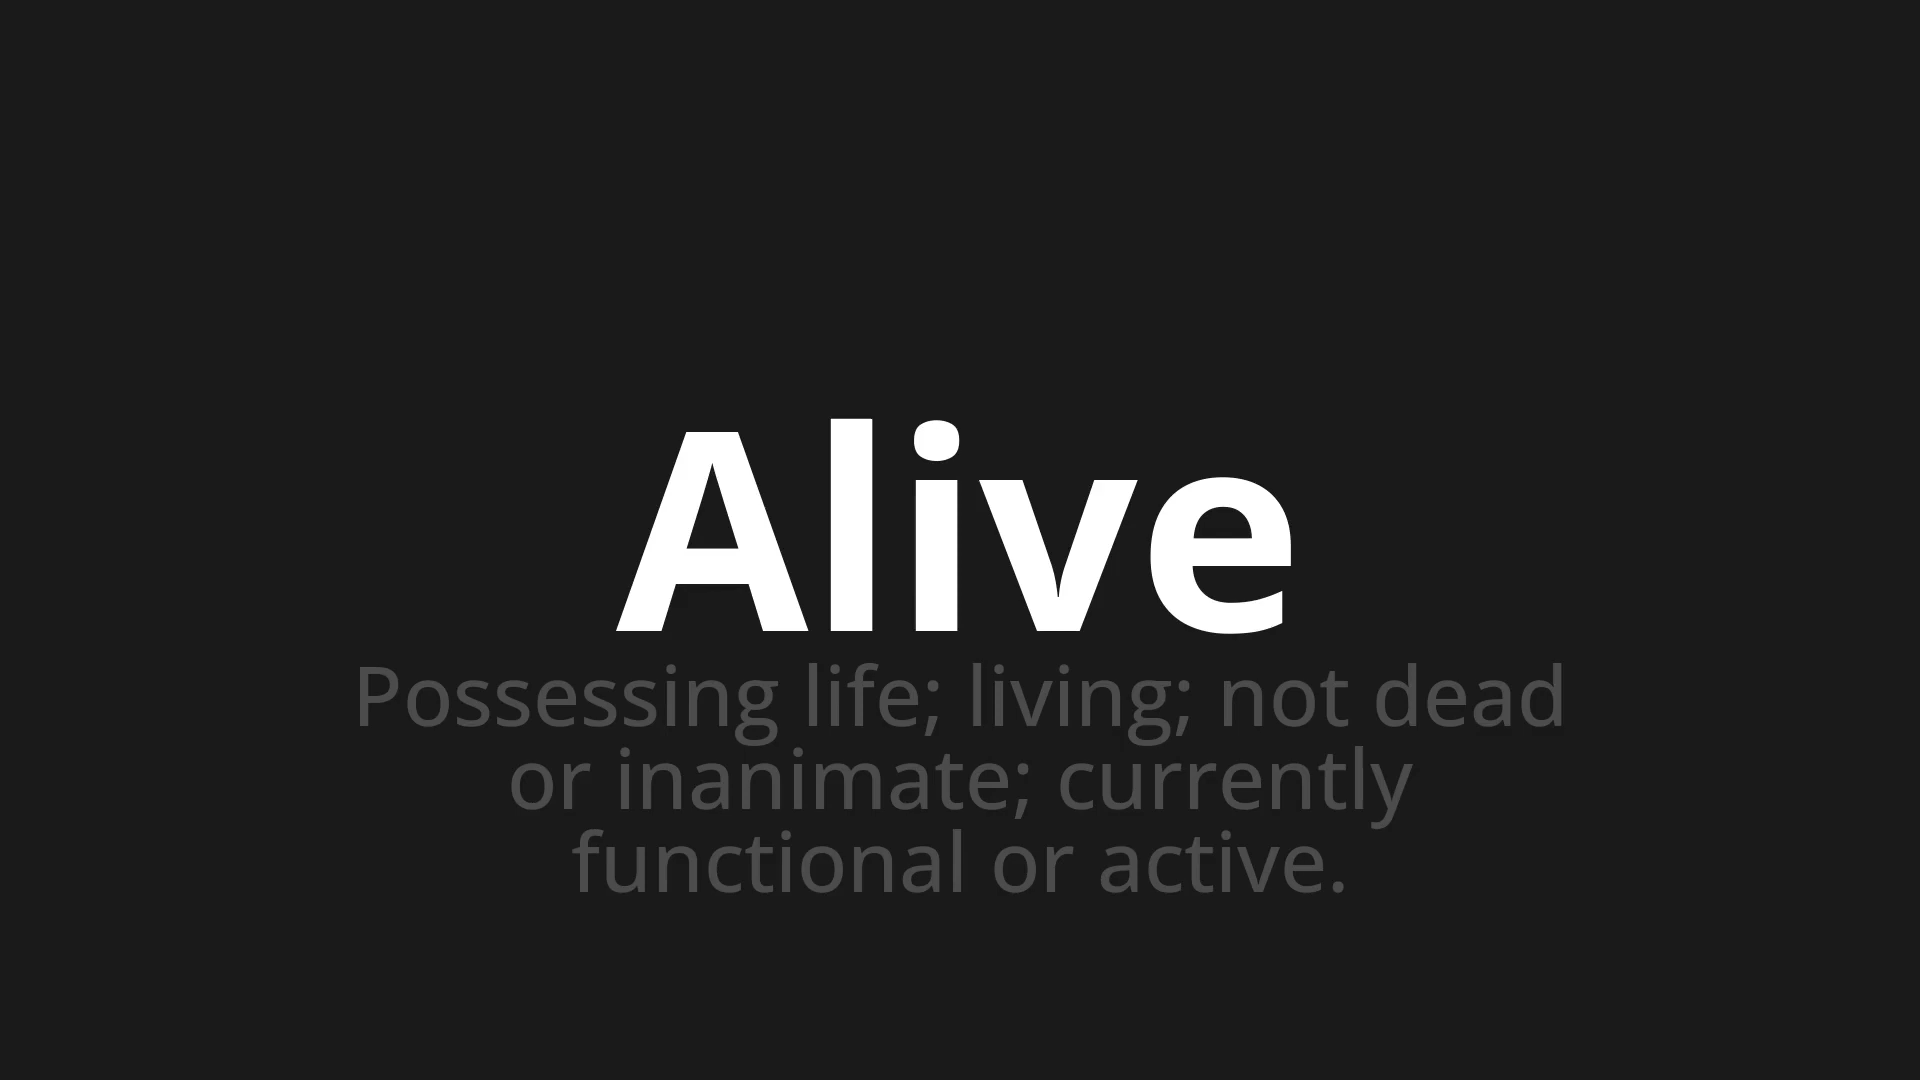 Alive
Possessing life; living; not dead
or inanimate; currently
functional or active.